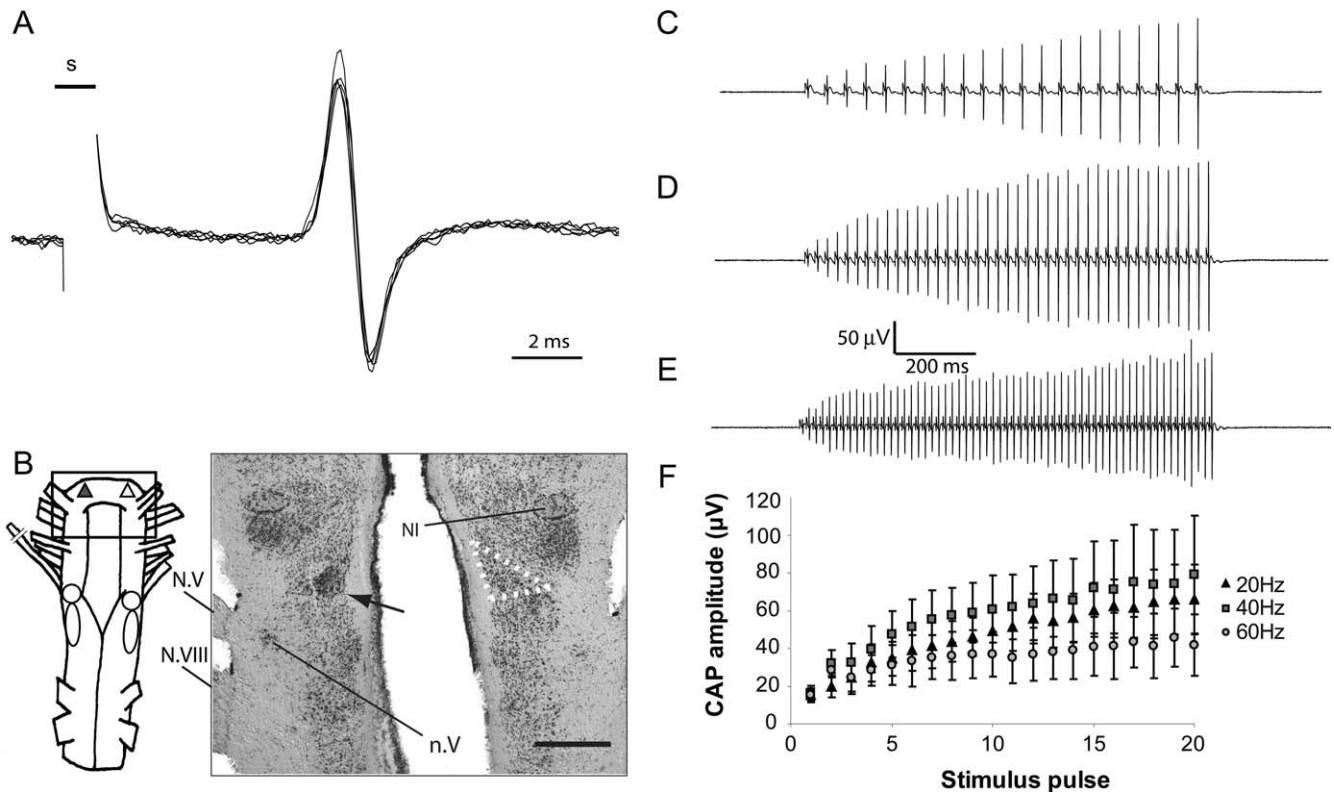 A
s
2 ms
B
N.V
N.VIII
NI
n.V
C
D
50 µV
200 ms
E
F
CAP amplitude (µV)
120
100
80
60
40
20
0
0
5
10
15
20
Stimulus pulse
20Hz
40Hz
60Hz